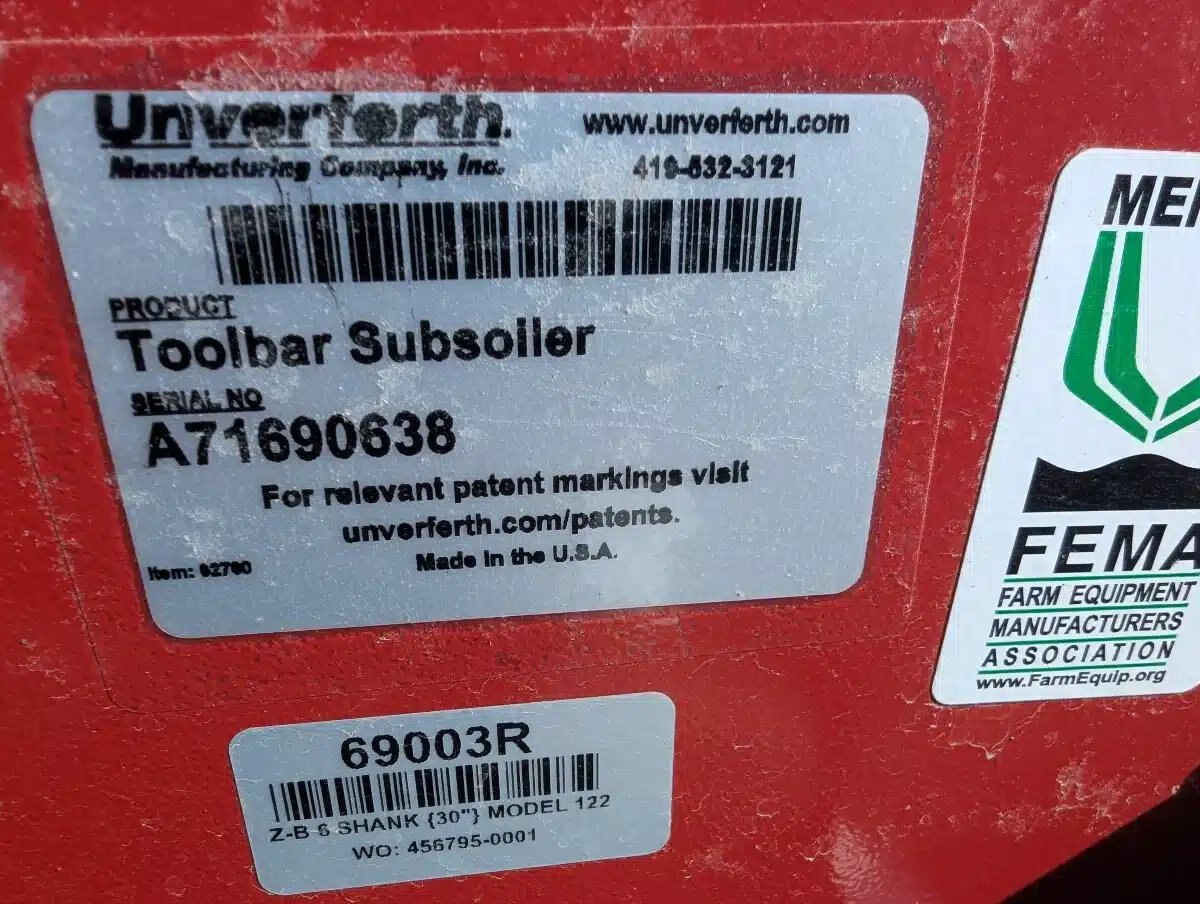 Unverferth.
Manufacturing Company, Inc.
www.unverferth.com
419-532-3121
PRODUCT
Toolbar Subsoiler
SERIAL NO
A71690638
For relevant patent markings visit
unverferth.com/patents.
Made in the U.S.A.
Item:
69003R
Z-B 6 SHANK {30"} MODEL 122
WO: 456795-0001
FEMA
FARM EQUIPMENT
MANUFACTURERS
ASSOCIATION
www.FarmEquip.org